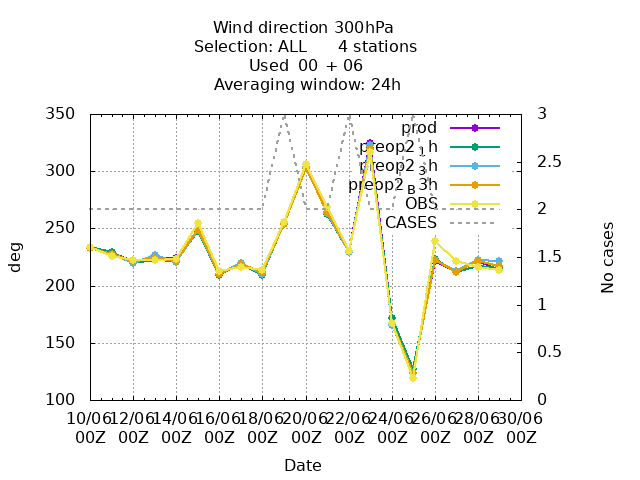 Wind direction 300hPa
Selection: ALL 4 stations
Used 00 + 06
Averaging window: 24h
350
300
250
200
150
100
3
2.5
2
1.5
1
0.5
0
deg
No cases
prod
OBS
CASES
10/06 12/06 14/06 16/06 18/06 20/06 22/06 24/06 26/06 28/06 30/06
00Z 00Z 00Z 00Z 00Z 00Z 00Z 00Z 00Z 00Z 00Z
Date